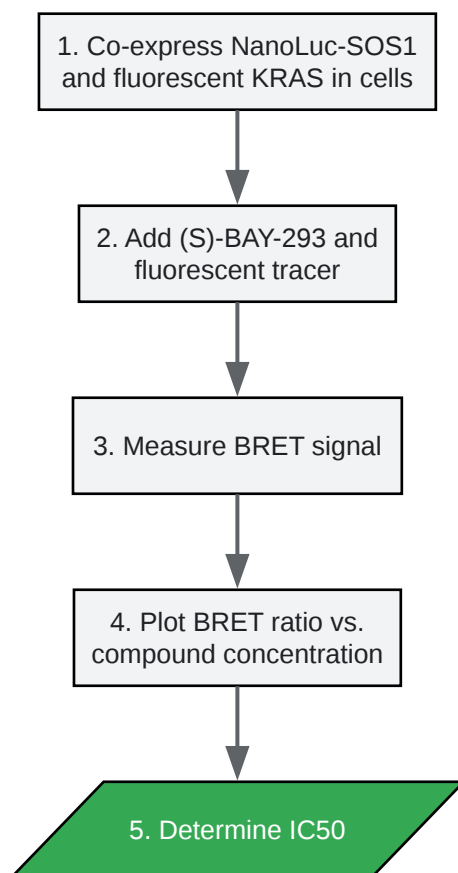 1. Co-express NanoLuc-SOS1
and fluorescent KRAS in cells
2. Add (S)-BAY-293 and
fluorescent tracer
3. Measure BRET signal
4. Plot BRET ratio vs.
compound concentration
5. Determine IC50